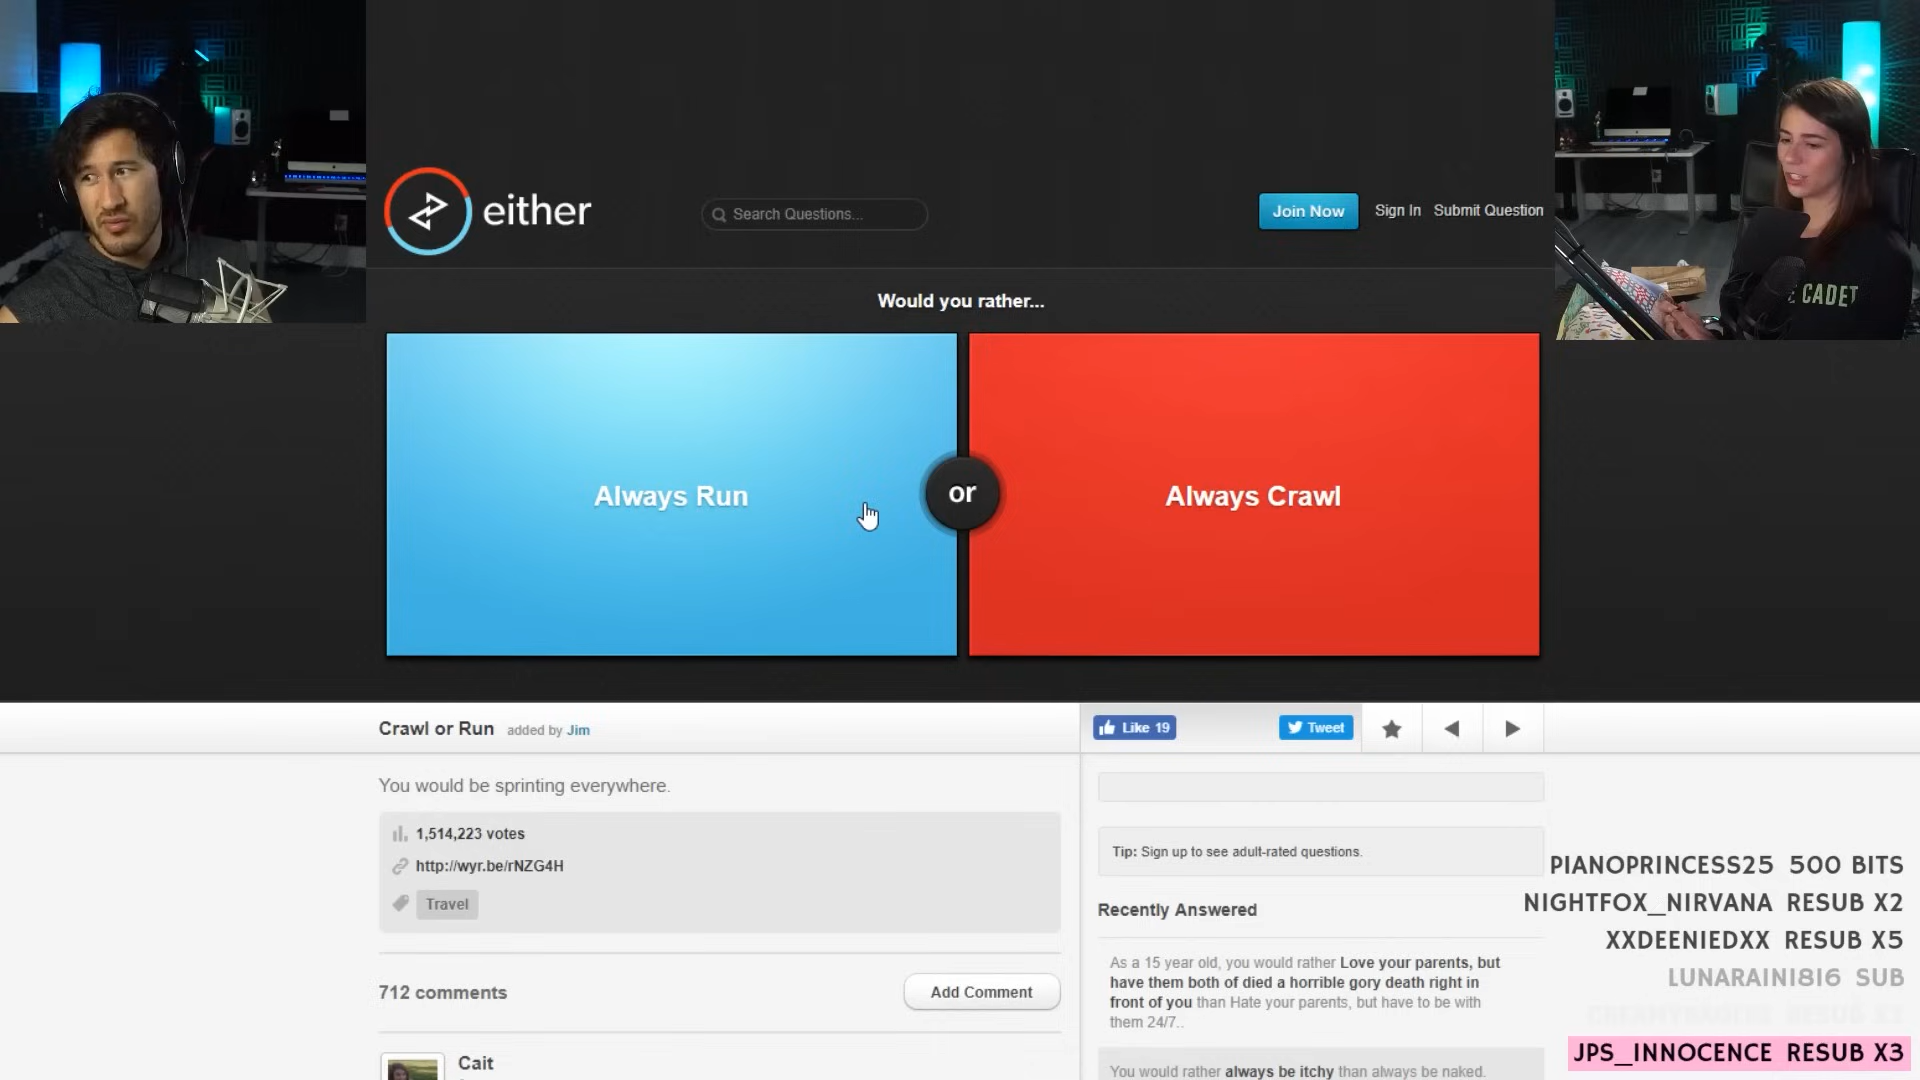 either
Search Questions...
Join Now
Sign In
Submit Question
CADET
Would you rather...
Always Run
or
Always Crawl
Crawl or Run added by Jim
Like 19
Tweet
You would be sprinting everywhere.
1,514,223 votes
http://wyr.be/rNZG4H
Travel
712 comments
Add Comment
Cait
Tip: Sign up to see adult-rated questions.
Recently Answered
As a 15 year old, you would rather Love your parents, but
have them both of died a horrible gory death right in
front of you than Hate your parents, but have to be with
them 24/7..
You would rather always be itchy than always be naked.
PIANOPRINCESS25 500 BITS
NIGHTFOX_NIRVANA RESUB X2
XXDEENIEDXX RESUB X5
LUNARAIN1816 SUB
JPS_INNOCENCE RESUB X3